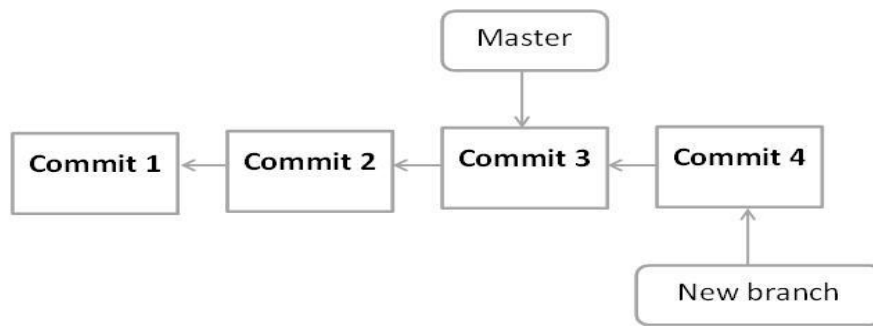 Master
Commit 1
Commit 2
Commit 3
Commit 4
New branch